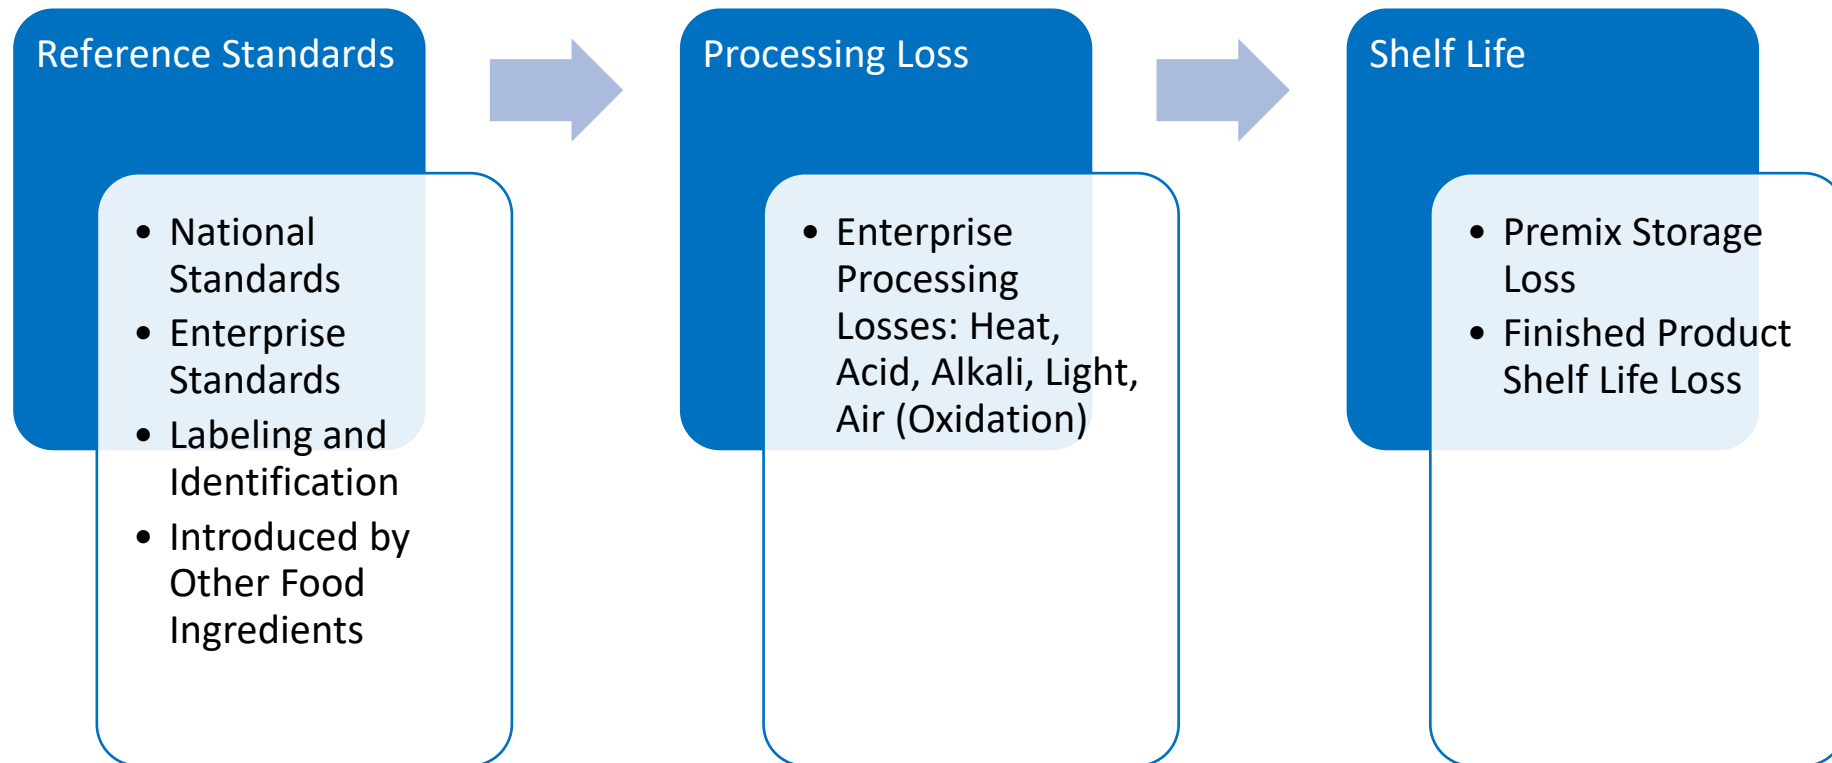 Reference Standards
• National
Standards
• Enterprise
Standards
• Labeling and
Identification
• Introduced by
Other Food
Ingredients
Processing Loss
• Enterprise
Processing
Losses: Heat,
Acid, Alkali, Light,
Air (Oxidation)
Shelf Life
• Premix Storage
Loss
• Finished Product
Shelf Life Loss